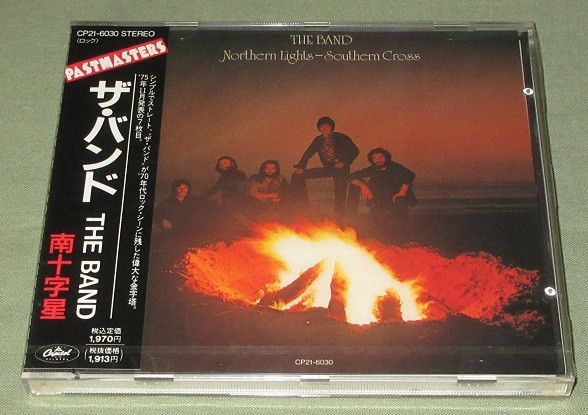 CP21-6030 STEREO
(ロック)
PASTMASTERS
ザ・バンド THE BAND
南十字星
シンプルでストレート、“ザ・バンド”が'70年代ロック・シーンに残した偉大な金字塔。
'75年11月発表の7枚目。
税込定価
1,970円
税抜価格
1,913円
Capitol
THE BAND
Northern Lights–Southern Cross
CP21-6030